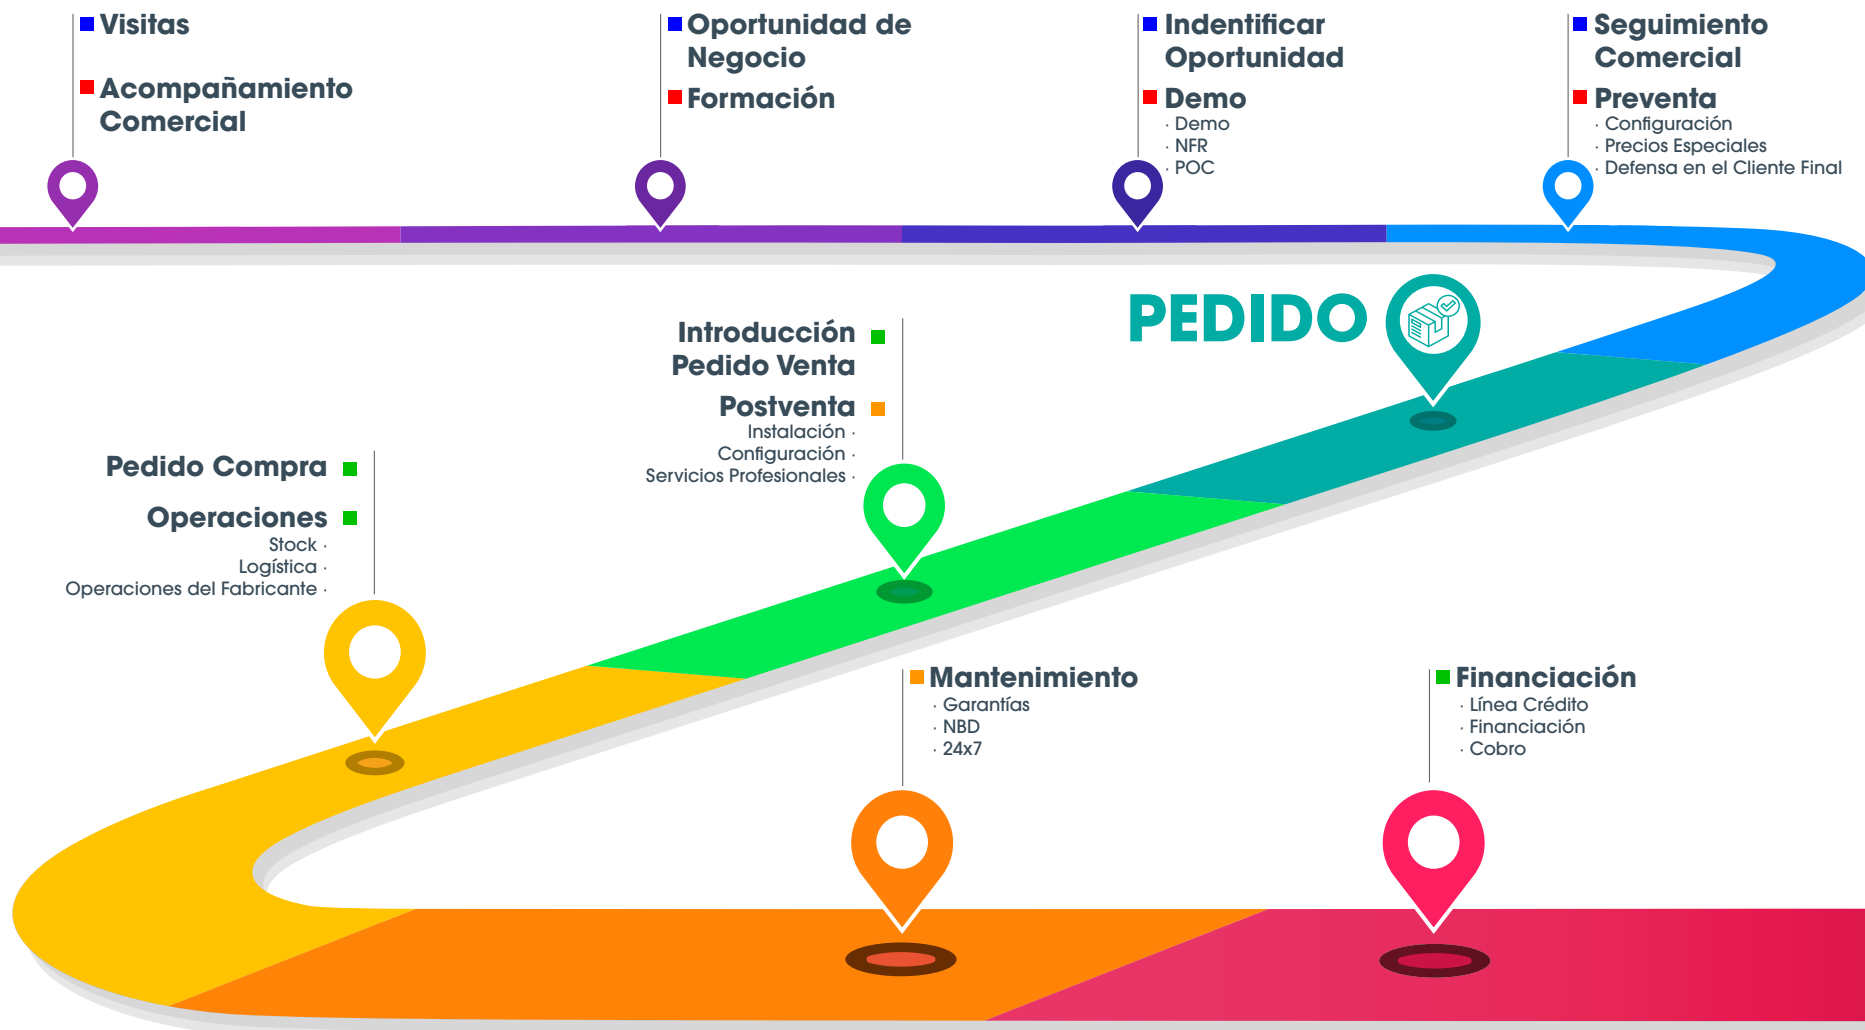 Visitas
Acompañamiento
Comercial
Oportunidad de
Negocio
Formación
Indentificar
Oportunidad
Demo
· Demo
· NFR
· POC
Seguimiento
Comercial
Preventa
· Configuración
· Precios Especiales
· Defensa en el Cliente Final
PEDIDO
Introducción
Pedido Venta
Postventa
Instalación ·
Configuración ·
Servicios Profesionales ·
Pedido Compra
Operaciones
Stock ·
Logística ·
Operaciones del Fabricante ·
Mantenimiento
· Garantías
· NBD
· 24x7
Financiación
· Línea Crédito
· Financiación
· Cobro